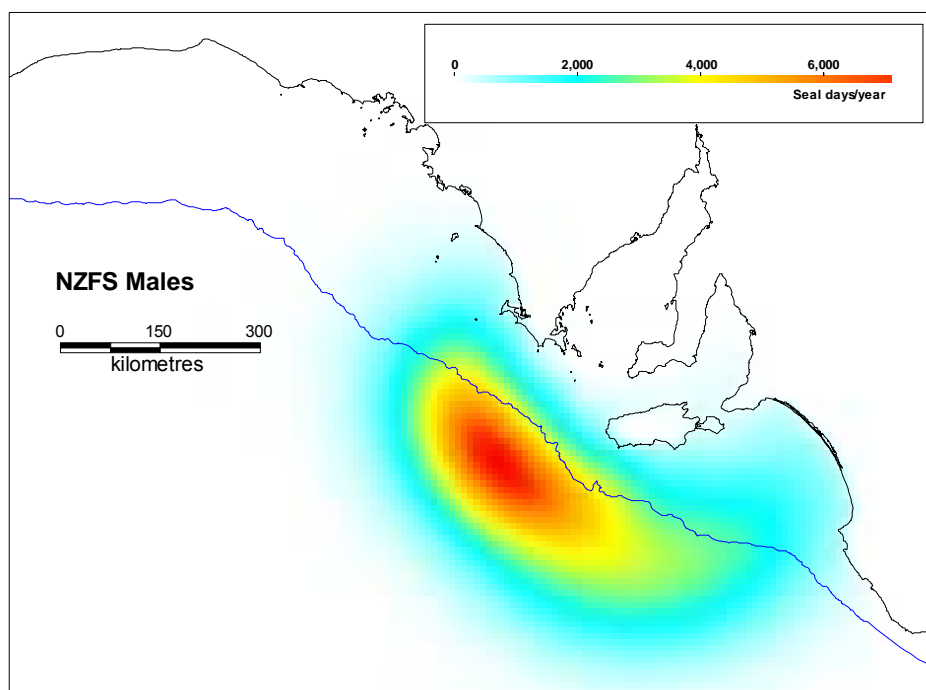 0 2,000 4,000 6,000
Seal days/year
NZFS Males
0 150 300
kilometres